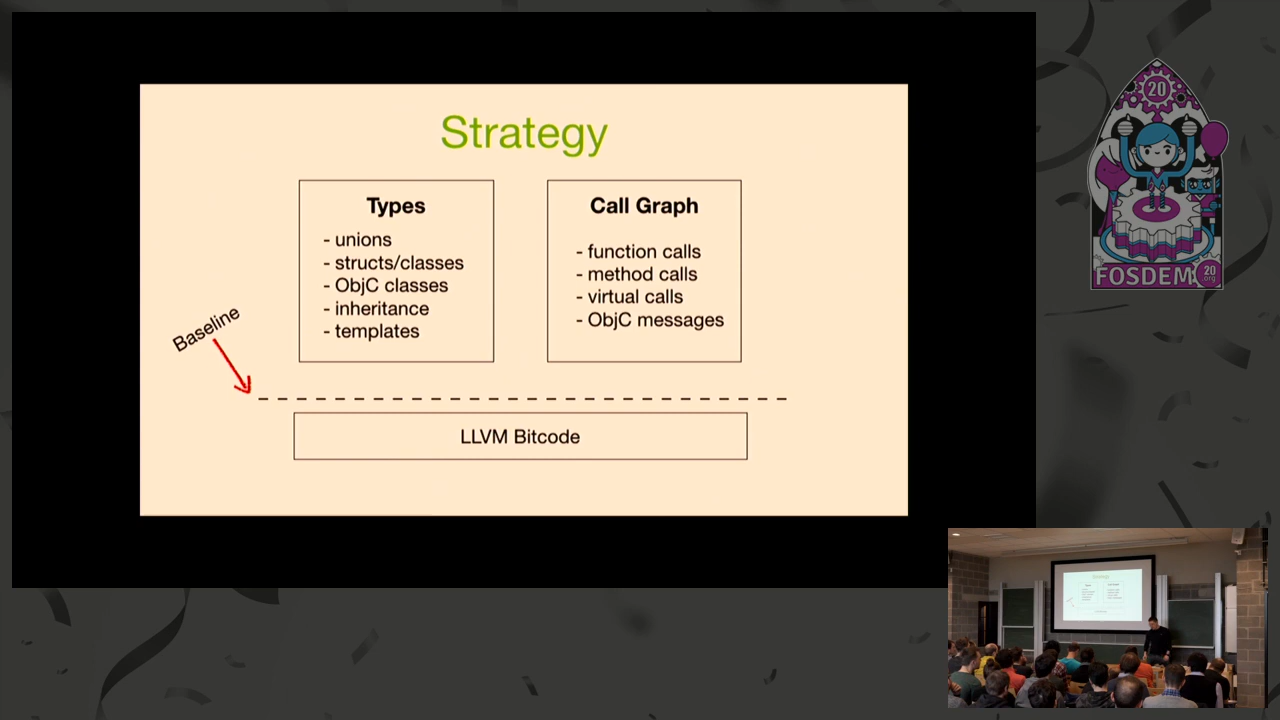 Strategy
Types
- unions
- structs/classes
- ObjC classes
- inheritance
- templates
Call Graph
- function calls
- method calls
- virtual calls
- ObjC messages
Baseline
LLVM Bitcode
20
FOSDEM
20
org